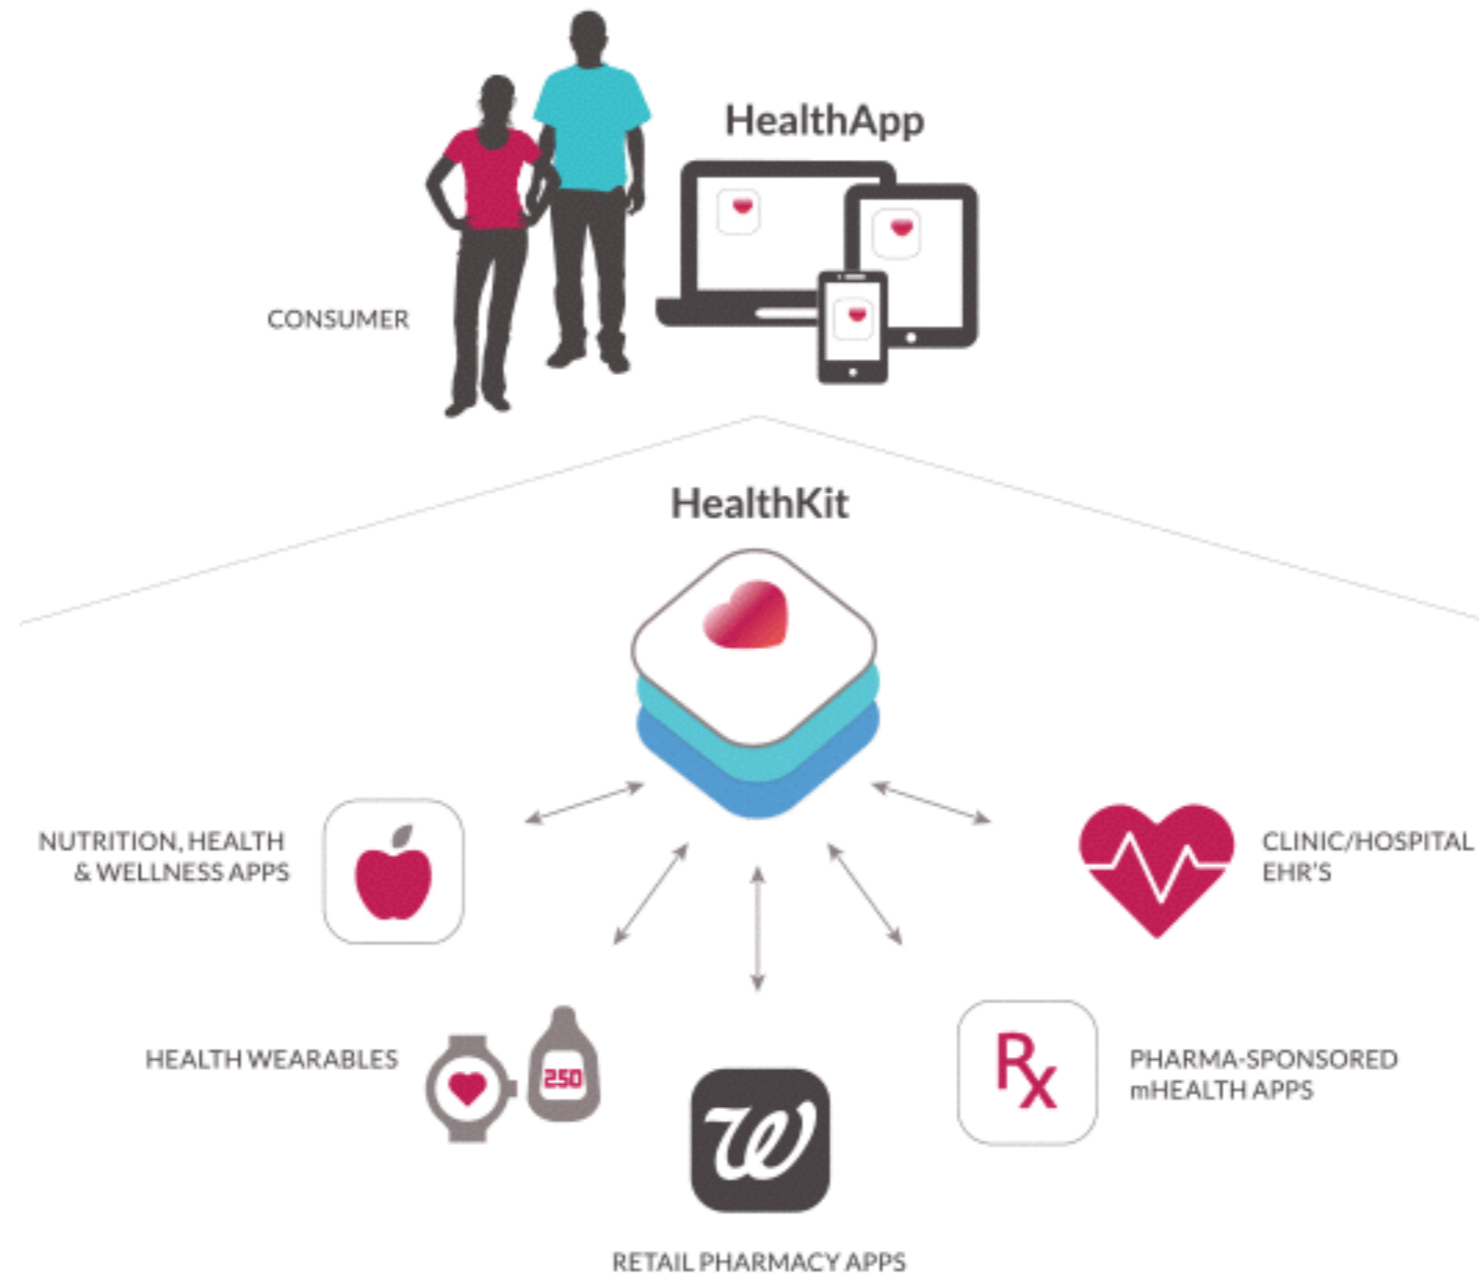 HealthApp
CONSUMER
HealthKit
NUTRITION, HEALTH
& WELLNESS APPS
CLINIC/HOSPITAL
EHR'S
HEALTH WEARABLES
250
W
Rx
PHARMA-SPONSORED
mHEALTH APPS
RETAIL PHARMACY APPS